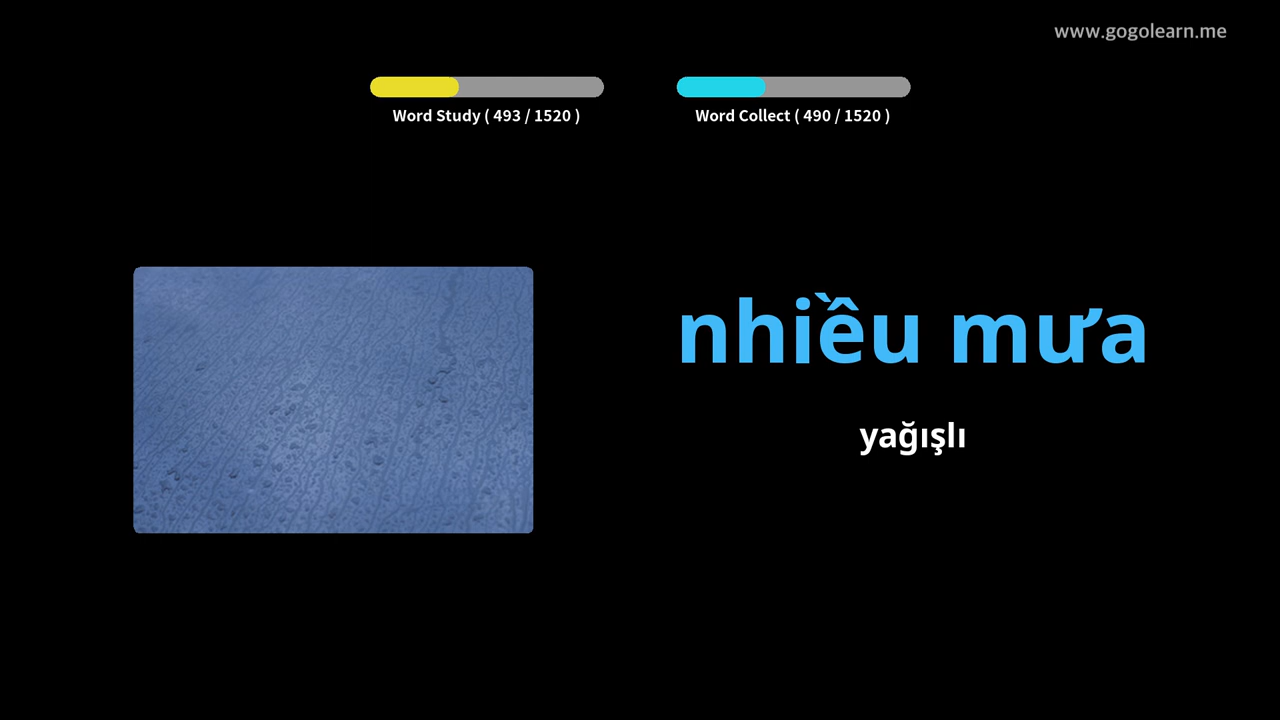 www.gogolearn.me
Word Study ( 493 / 1520 )
Word Collect ( 490 / 1520 )
nhiều mưa
yağışlı